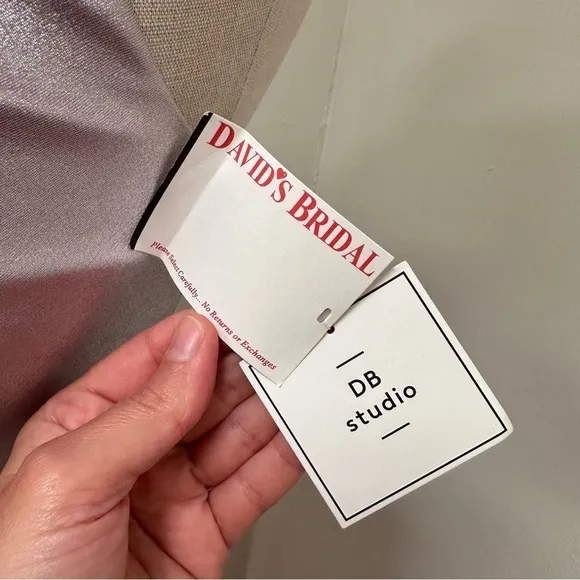 DAVID'S BRIDAL
Please Select Carefully... No Returns or Exchanges
DB
studio